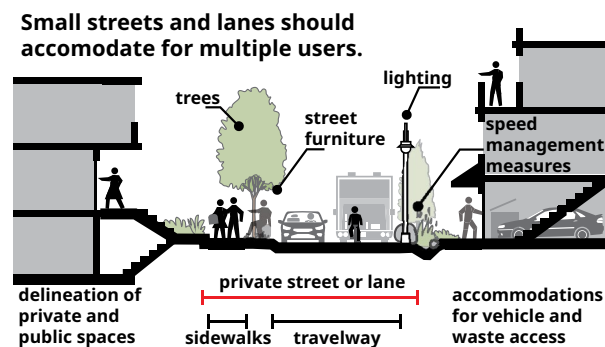 Small streets and lanes should
accomodate for multiple users.
lighting
trees
street
furniture
speed
management
measures
private street or lane
delineation of
private and
public spaces
sidewalks
travelway
accommodations
for vehicle and
waste access